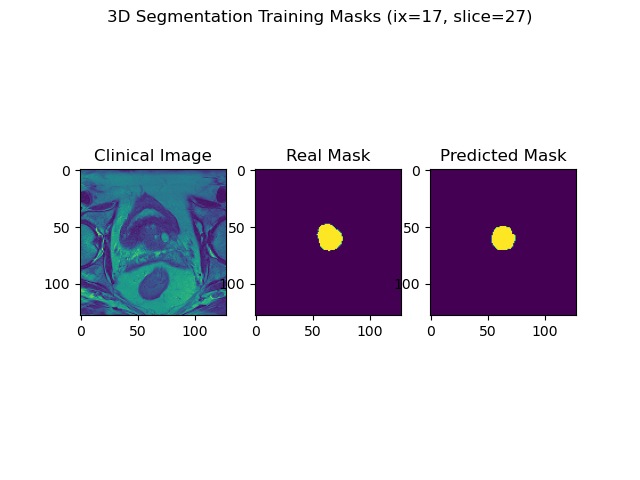 3D Segmentation Training Masks (ix=17, slice=27)
Clinical Image Real Mask Predicted Mask
0 0 0
50 50 50
100 100 100
0 50 100 0 50 100 0 50 100